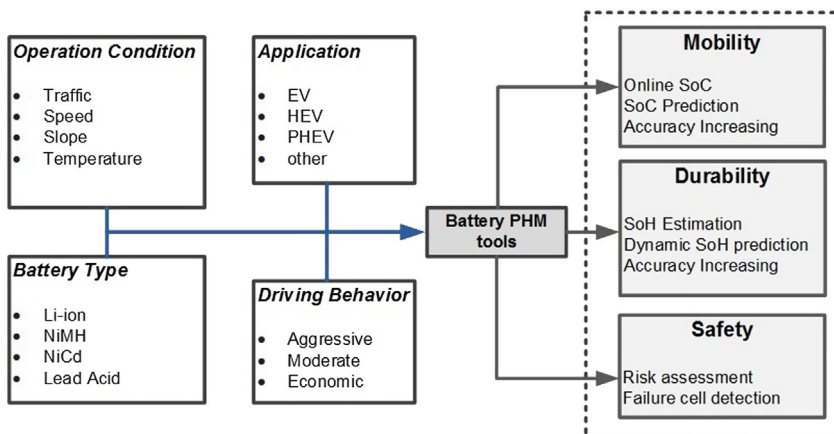 Operation Condition
• Traffic
• Speed
• Slope
• Temperature
Application
• EV
• HEV
• PHEV
• other
Battery Type
• Li-ion
• NiMH
• NiCd
• Lead Acid
Driving Behavior
• Aggressive
• Moderate
• Economic
Battery PHM
tools
Mobility
Online SoC
SoC Prediction
Accuracy Increasing
Durability
SoH Estimation
Dynamic SoH prediction
Accuracy Increasing
Safety
Risk assessment
Failure cell detection